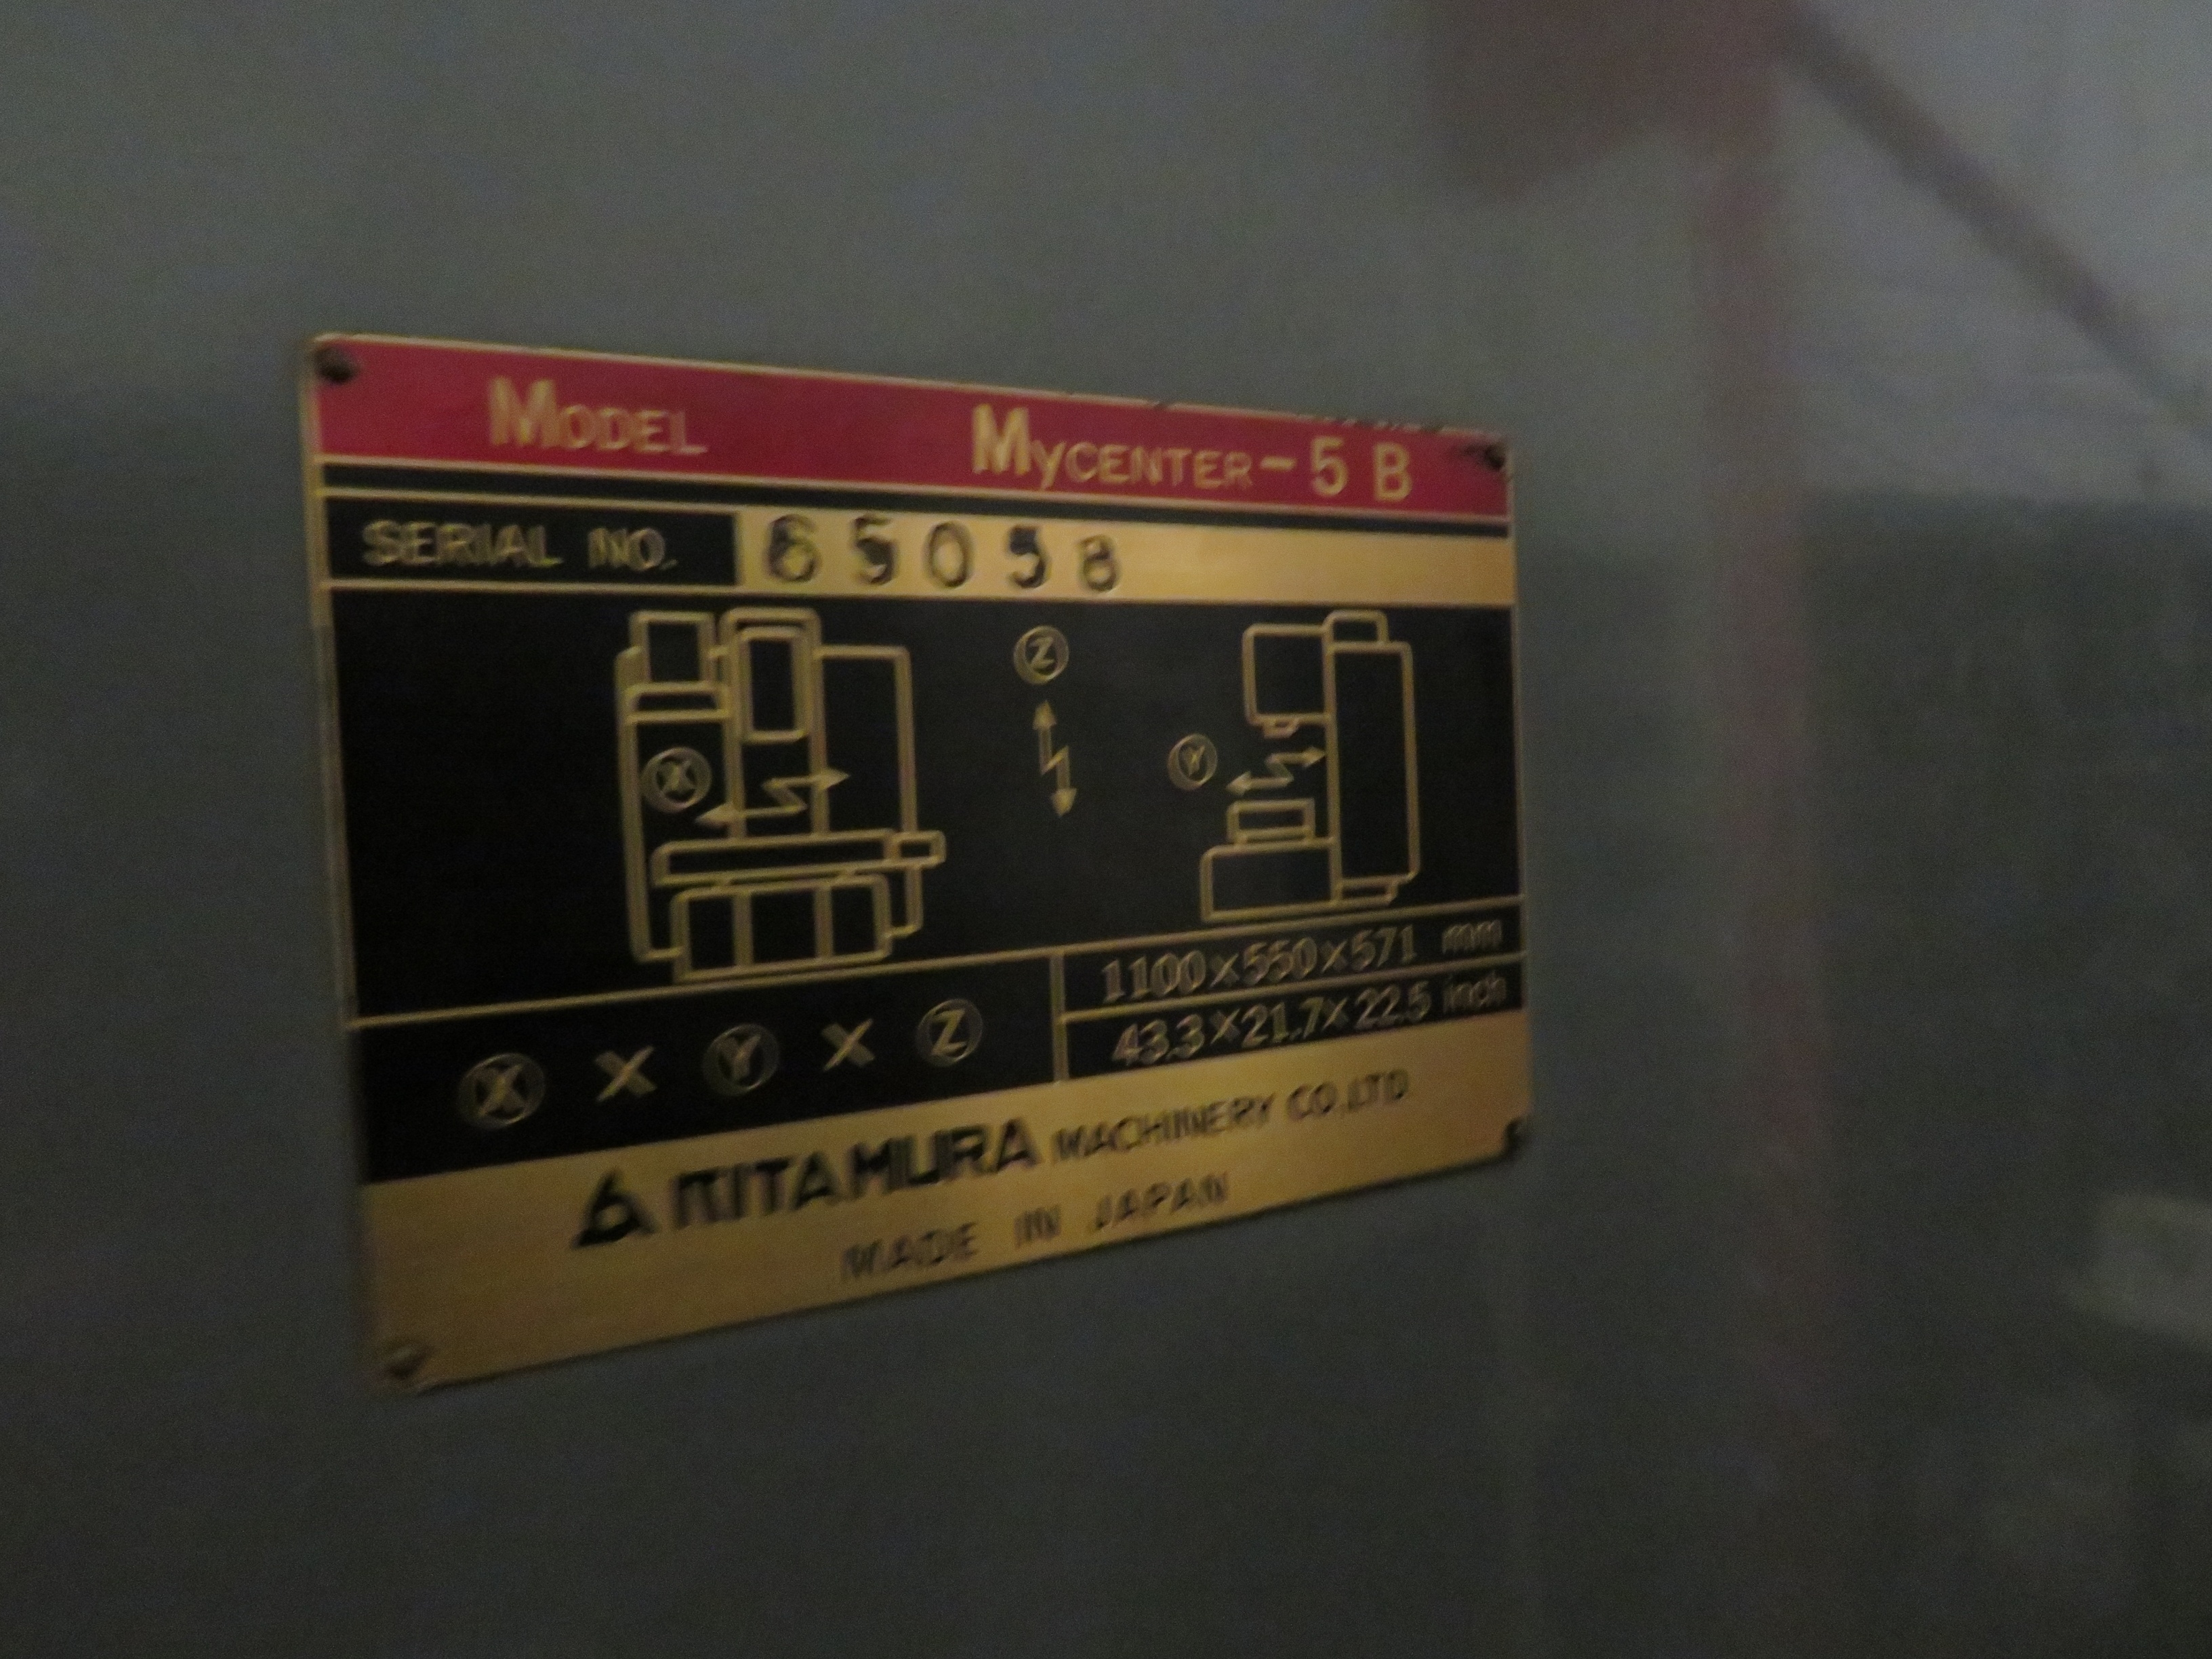 MODEL MYCENTER-5B
SERIAL NO. 65058
Z
X
Y
X × Y × Z
1100×550×571 mm
43.3×21.7×22.5 inch
KITAMURA MACHINERY CO.,LTD
MADE IN JAPAN